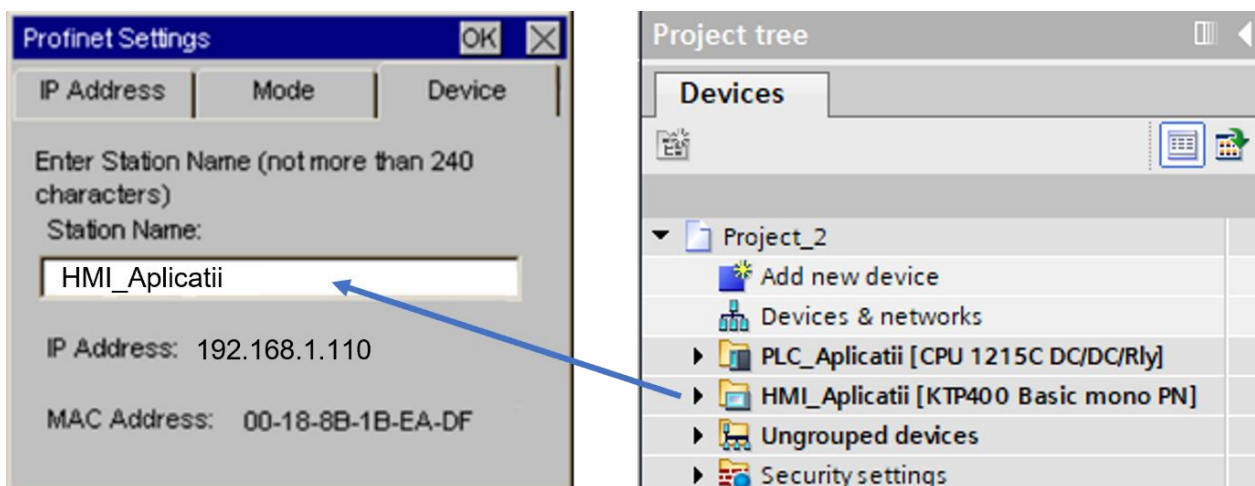 Profinet Settings
OK
IP Address
Mode
Device
Enter Station Name (not more than 240
characters)
Station Name:
HMI_Aplicatii
IP Address: 192.168.1.110
MAC Address: 00-18-8B-1B-EA-DF
Project tree
Devices
Project_2
Add new device
Devices & networks
PLC_Aplicatii [CPU 1215C DC/DC/Rly]
HMI_Aplicatii [KTP400 Basic mono PN]
Ungrouped devices
Security settings